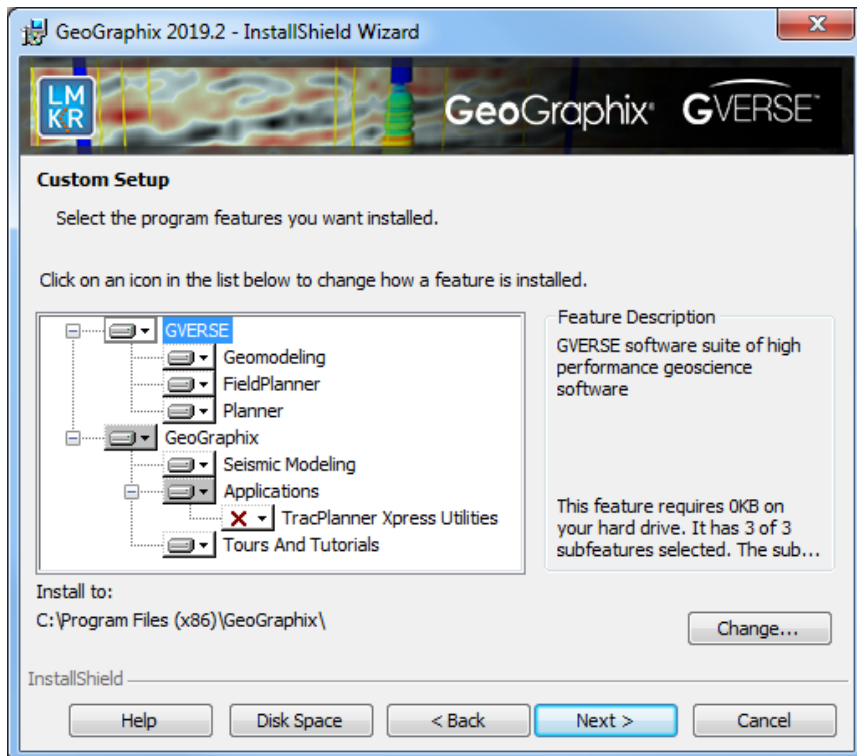 GeoGraphix 2019.2 - InstallShield Wizard
LM
KR
GeoGraphix® GVERSE™
Custom Setup
Select the program features you want installed.
Click on an icon in the list below to change how a feature is installed.
GVERSE
Geomodeling
FieldPlanner
Planner
GeoGraphix
Seismic Modeling
Applications
TracPlanner Xpress Utilities
Tours And Tutorials
Feature Description
GVERSE software suite of high
performance geoscience
software
This feature requires 0KB on
your hard drive. It has 3 of 3
subfeatures selected. The sub...
Install to:
C:\Program Files (x86)\GeoGraphix\
Change...
InstallShield
Help Disk Space < Back Next > Cancel